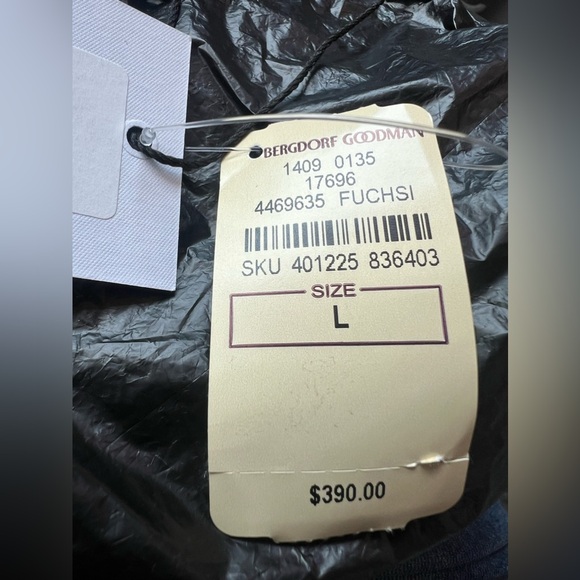 BERGDORF GOODMAN
1409 0135
17696
4469635 FUCHSI
SKU 401225 836403
SIZE
L
$390.00